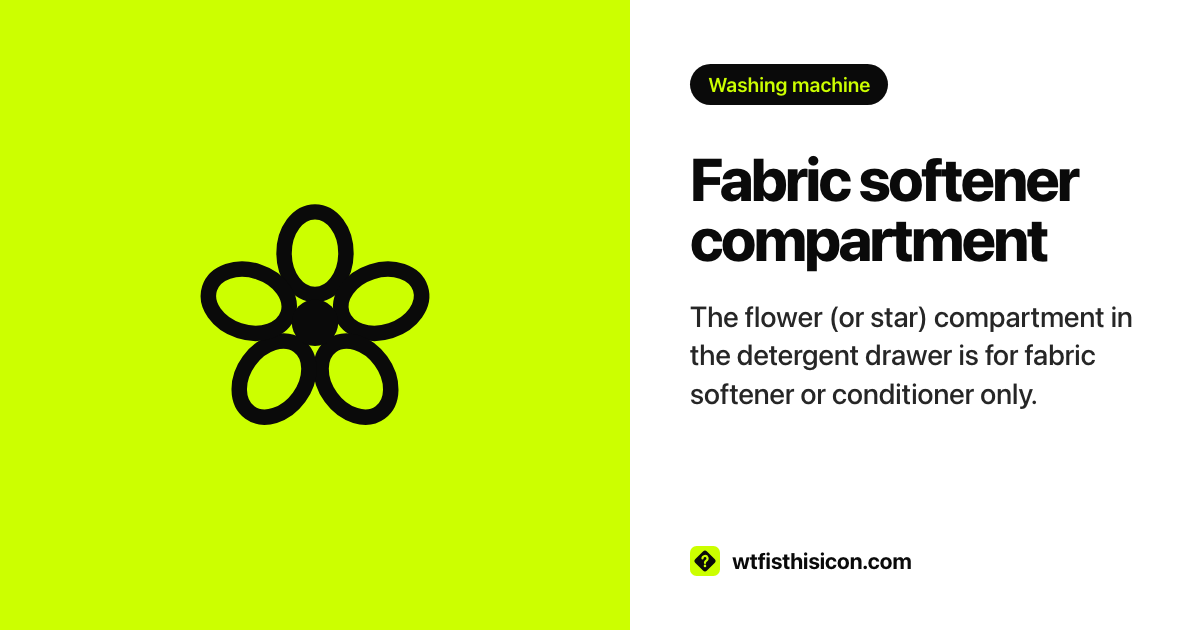 Washing machine
Fabric softener
compartment
The flower (or star) compartment in
the detergent drawer is for fabric
softener or conditioner only.
?
wtfisthisicon.com